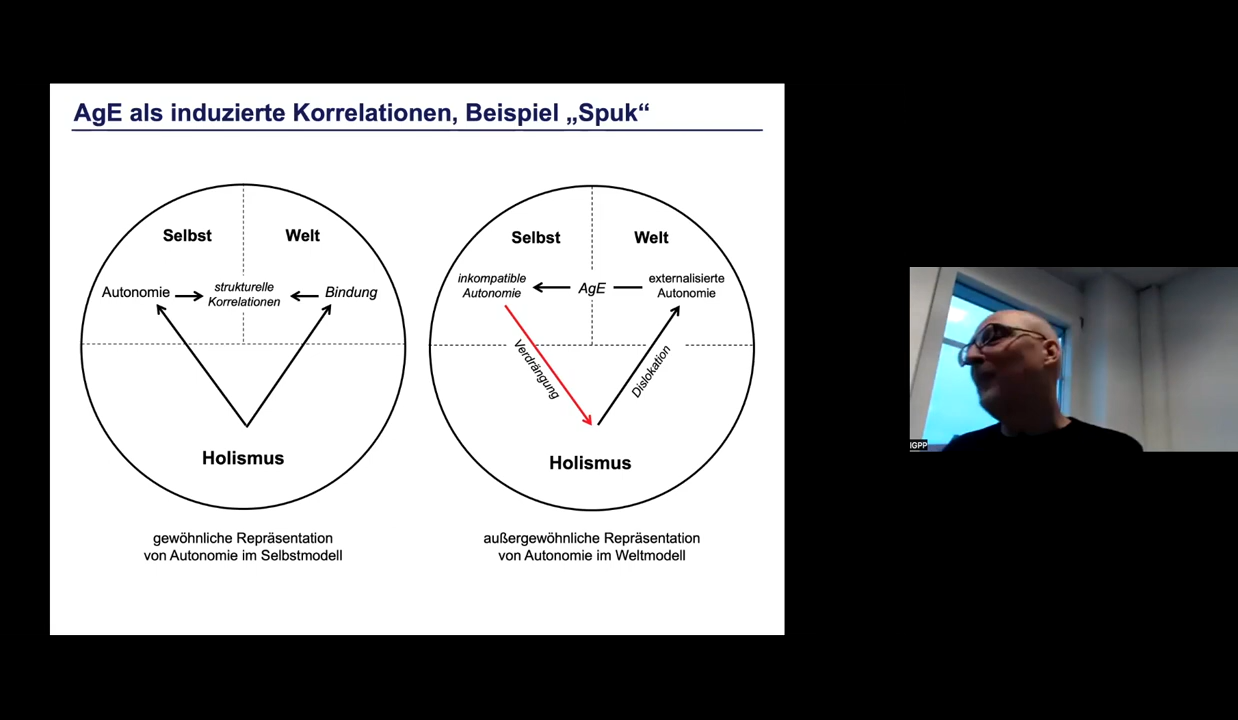 AgE als induzierte Korrelationen, Beispiel „Spuk“
Selbst
Welt
Autonomie
strukturelle
Korrelationen
Bindung
Holismus
gewöhnliche Repräsentation
von Autonomie im Selbstmodell
Selbst
Welt
inkompatible
Autonomie
AgE
externalisierte
Autonomie
Verdrängung
Dislokation
Holismus
außergewöhnliche Repräsentation
von Autonomie im Weltmodell
IGPP